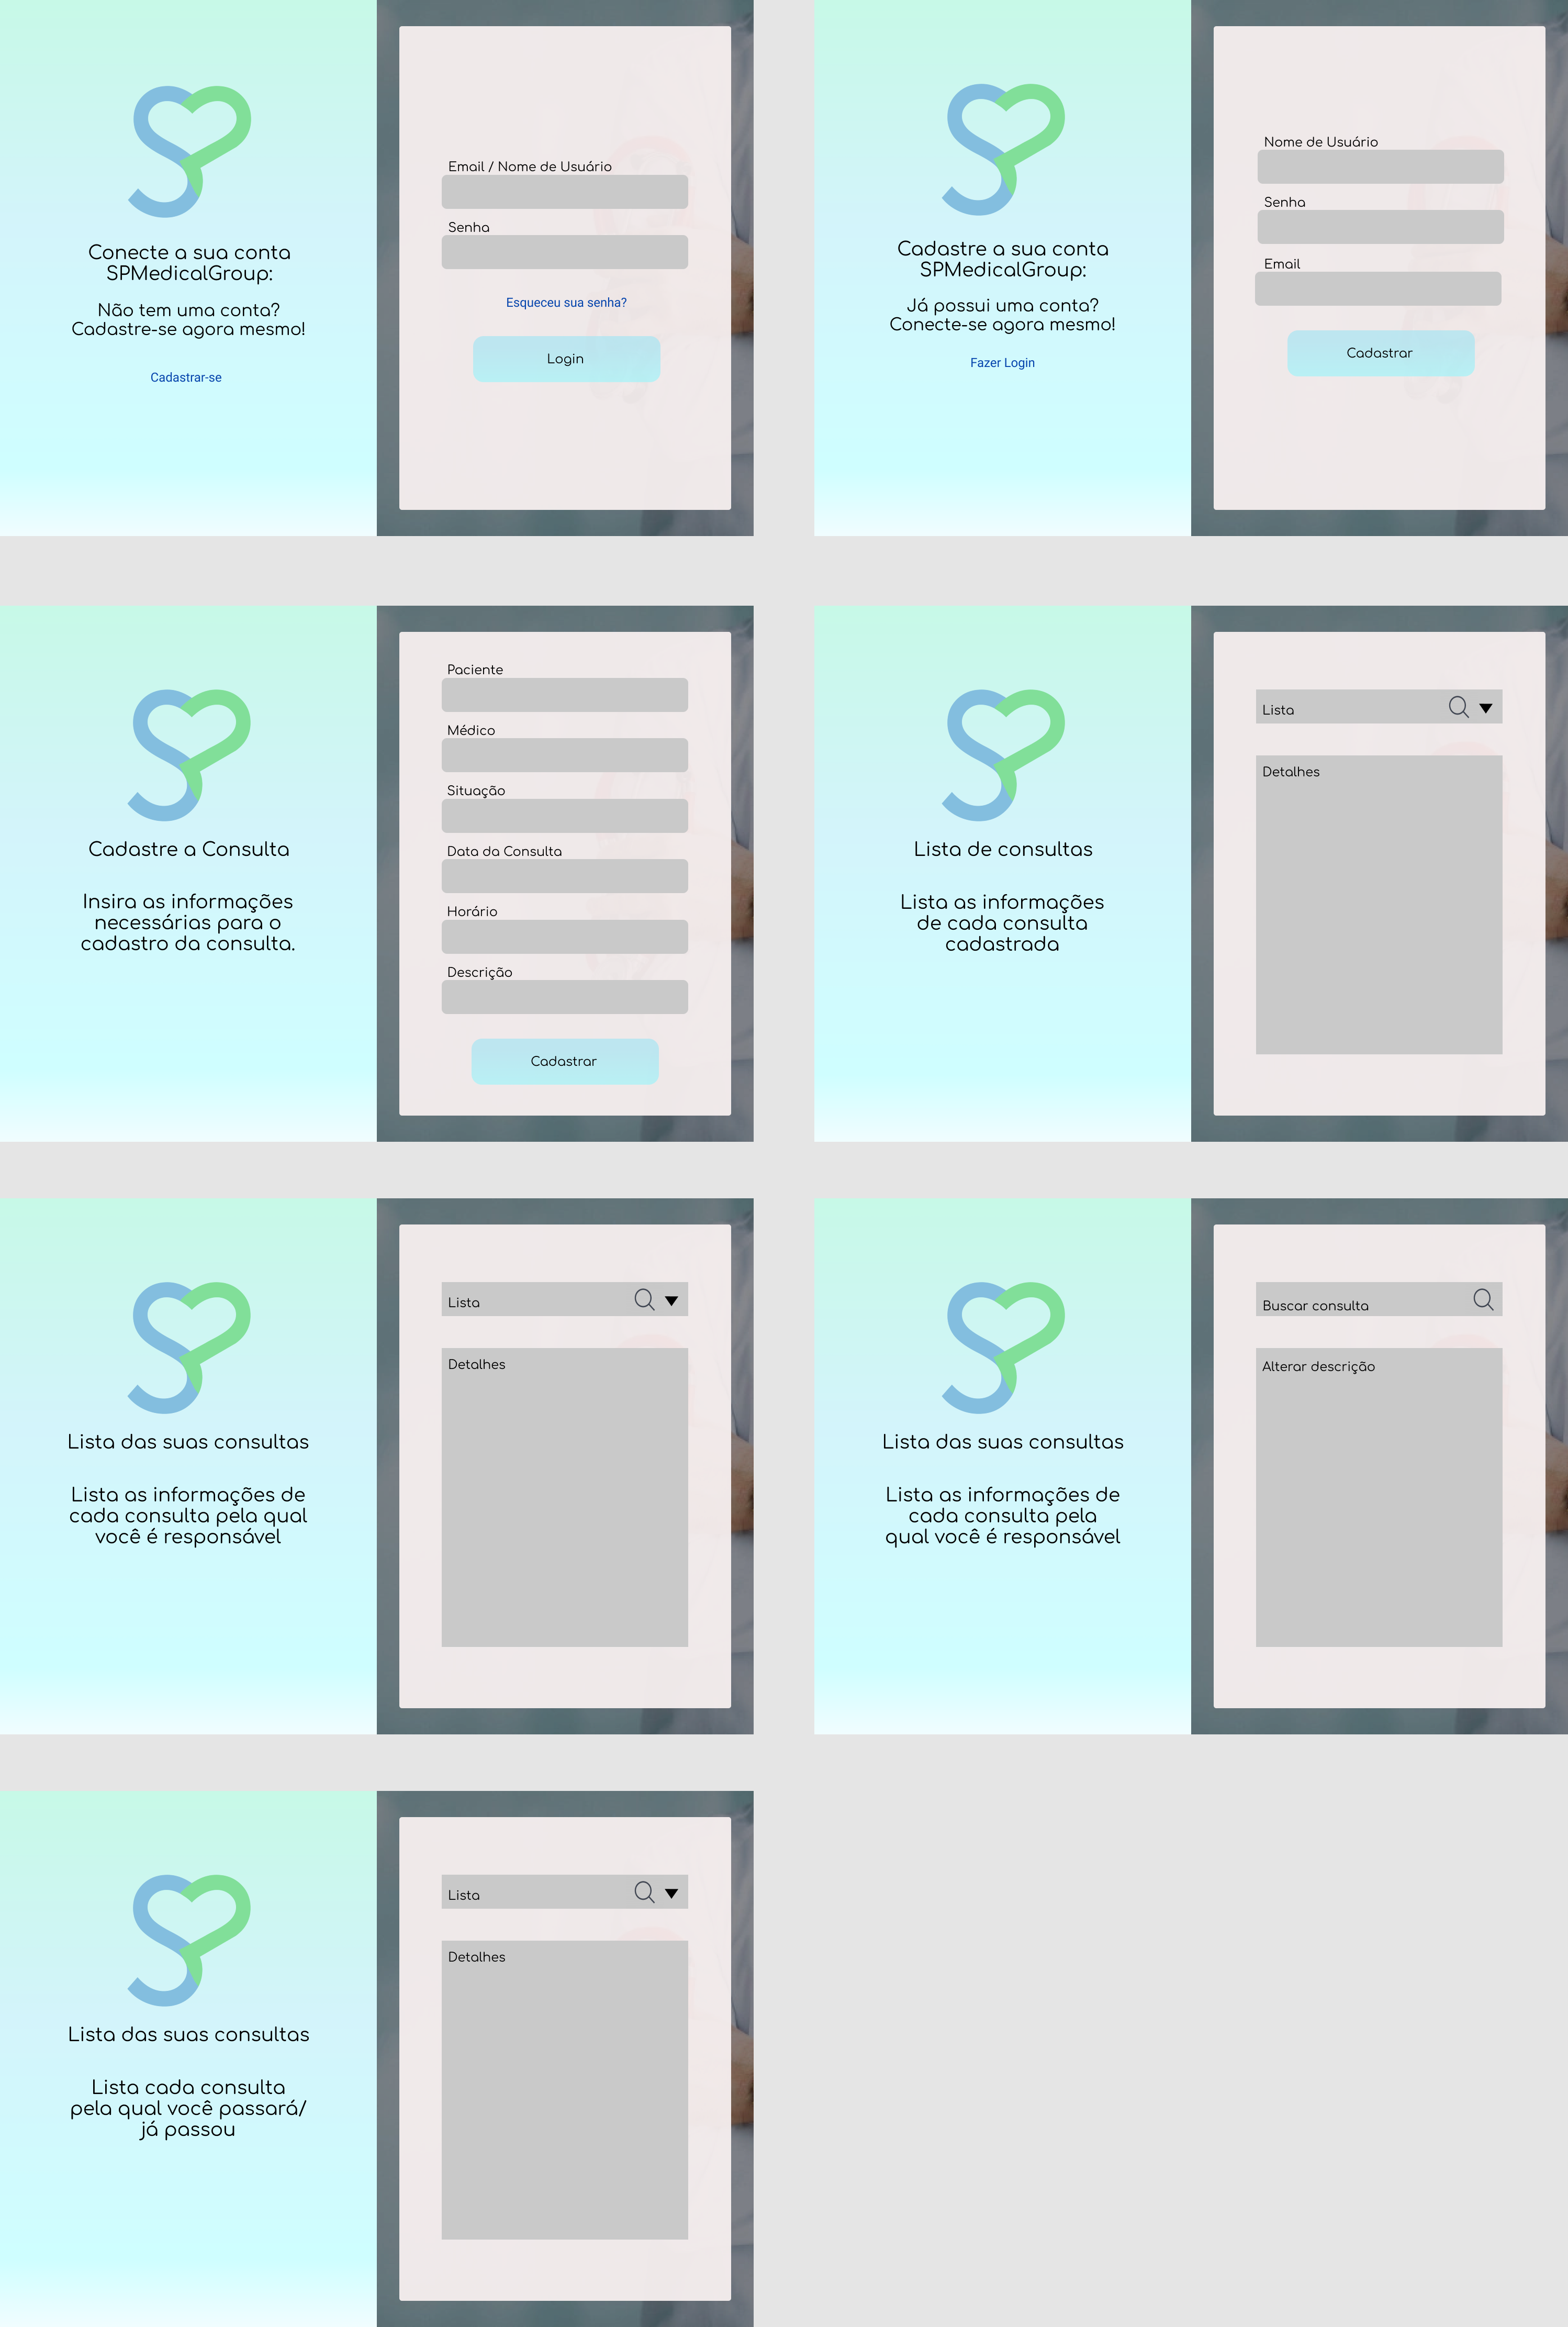 Conecte a sua conta
SPMedicalGroup:
Não tem uma conta?
Cadastre-se agora mesmo!
Cadastrar-se
Email / Nome de Usuário
Senha
Esqueceu sua senha?
Login
Cadastre a sua conta
SPMedicalGroup:
Já possui uma conta?
Conecte-se agora mesmo!
Fazer Login
Nome de Usuário
Senha
Email
Cadastrar
Cadastre a Consulta
Insira as informações
necessárias para o
cadastro da consulta.
Paciente
Médico
Situação
Data da Consulta
Horário
Descrição
Cadastrar
Lista de consultas
Lista as informações
de cada consulta
cadastrada
Lista
Detalhes
Lista das suas consultas
Lista as informações de
cada consulta pela qual
você é responsável
Lista
Detalhes
Lista das suas consultas
Lista as informações de
cada consulta pela
qual você é responsável
Buscar consulta
Alterar descrição
Lista das suas consultas
Lista cada consulta
pela qual você passará/
já passou
Lista
Detalhes